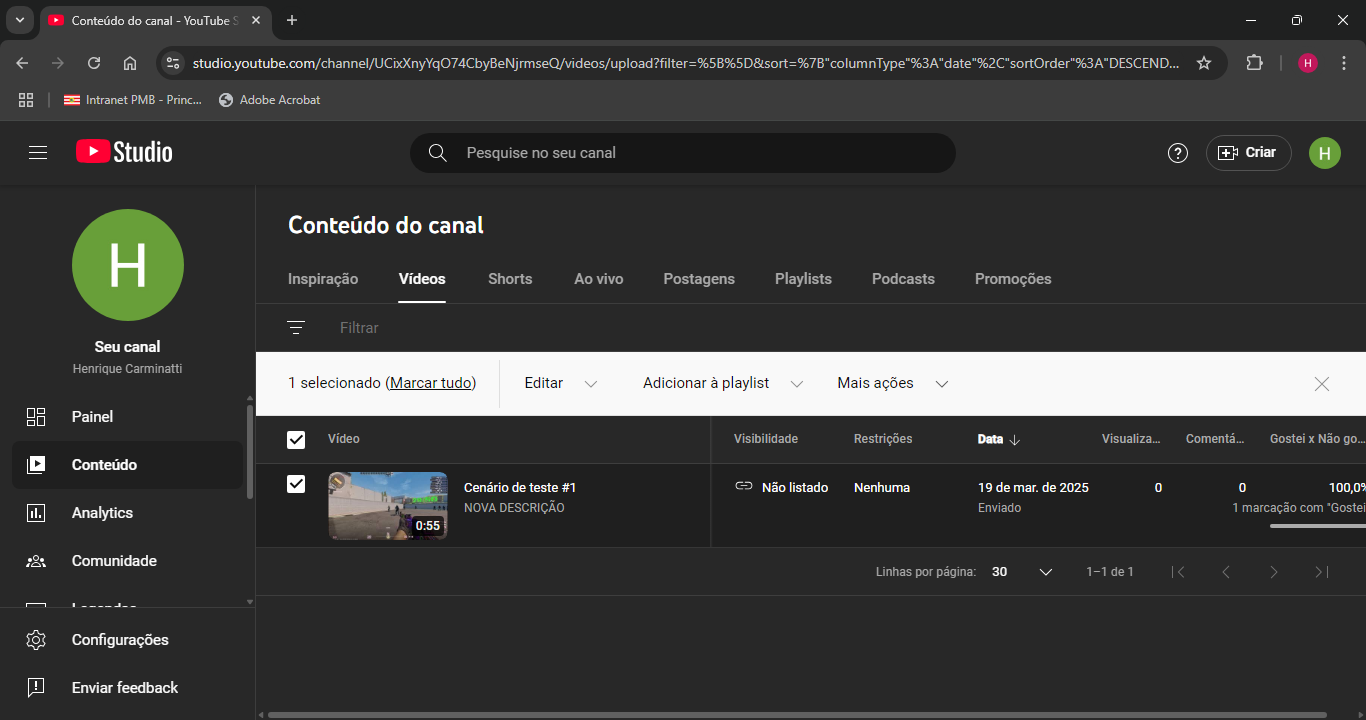 Conteúdo do canal - YouTube S
studio.youtube.com/channel/UCixXnyYqO74CbyBeNjrmseQ/videos/upload?filter=%5B%5D&sort=%7B"columnType"%3A"date"%2C"sortOrder"%3A"DESCEND...
H
Intranet PMB - Princ...
Adobe Acrobat
Studio
Pesquise no seu canal
Criar
H
H
Seu canal
Henrique Carminatti
Painel
Conteúdo
Analytics
Comunidade
Legendas
Configurações
Enviar feedback
Conteúdo do canal
Inspiração Vídeos Shorts Ao vivo Postagens Playlists Podcasts Promoções
Filtrar
1 selecionado (Marcar tudo) Editar Adicionar à playlist Mais ações
Vídeo Visibilidade Restrições Data Visualiza... Comentá... Gostei x Não go...
0:55
Cenário de teste #1
NOVA DESCRIÇÃO
Não listado Nenhuma 19 de mar. de 2025 0 0 100,0%
Enviado 1 marcação com "Gostei
Linhas por página: 30 1–1 de 1